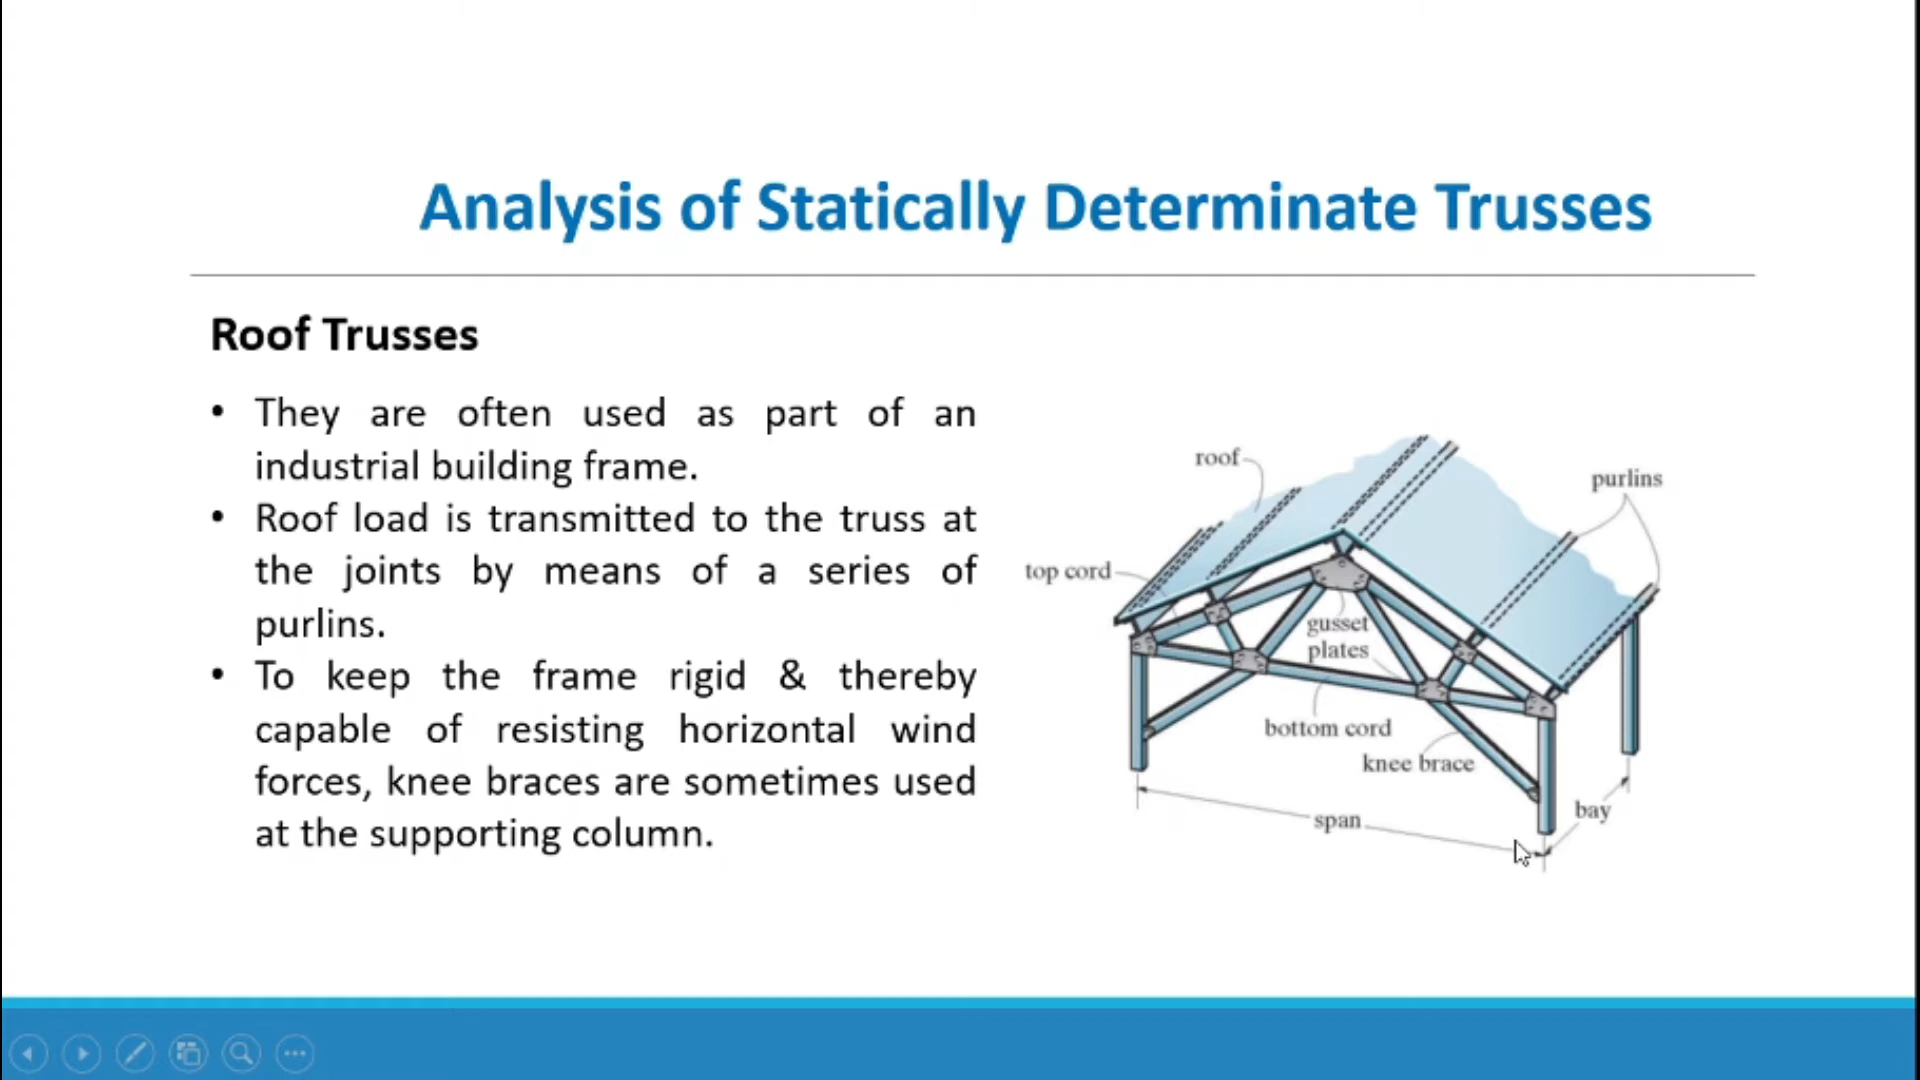 Analysis of Statically Determinate Trusses
Roof Trusses
• They are often used as part of an
industrial building frame.
• Roof load is transmitted to the truss at
the joints by means of a series of
purlins.
• To keep the frame rigid & thereby
capable of resisting horizontal wind
forces, knee braces are sometimes used
at the supporting column.
roof
purlins
top cord
gusset
plates
bottom cord
knee brace
span
bay